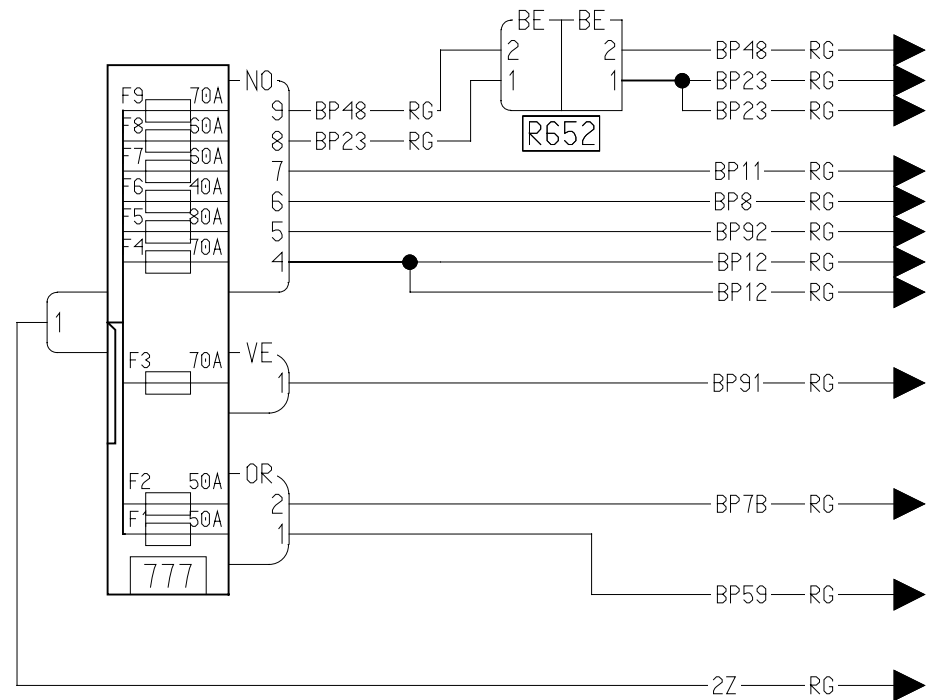 BE BE
2 2 BP48 RG
1 1 BP23 RG
BP23 RG
R652
NO
F9 70A 9 BP48 RG
F8 60A 8 BP23 RG
F7 60A 7 BP11 RG
F6 40A 6 BP8 RG
F5 80A 5 BP92 RG
F4 70A 4 BP12 RG
BP12 RG
1
VE
F3 70A 1 BP91 RG
OR
F2 50A 2 BP7B RG
F1 50A 1
777
BP59 RG
2Z RG